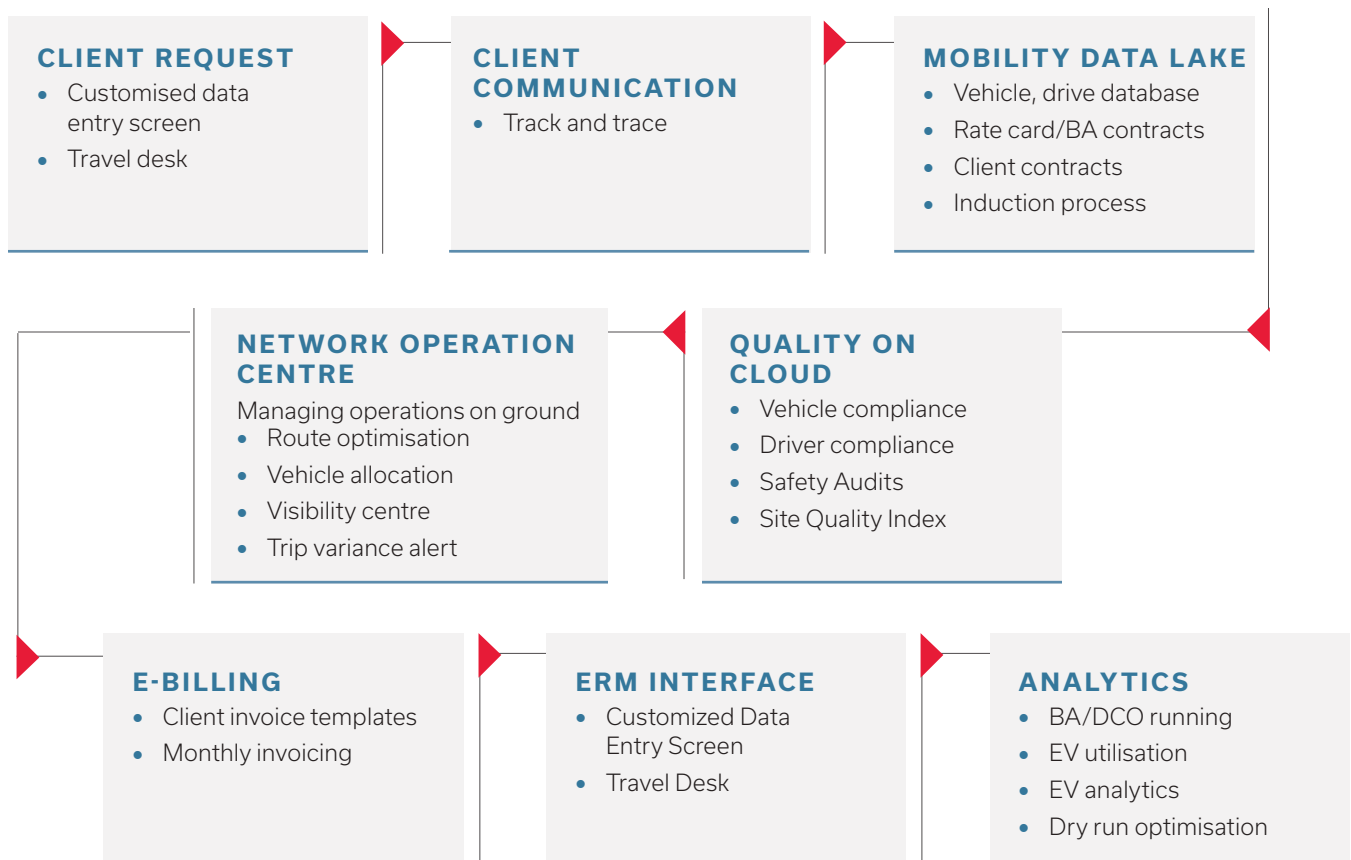 CLIENT REQUEST
• Customised data
entry screen
• Travel desk
CLIENT
COMMUNICATION
• Track and trace
MOBILITY DATA LAKE
• Vehicle, drive database
• Rate card/BA contracts
• Client contracts
• Induction process
QUALITY ON
CLOUD
• Vehicle compliance
• Driver compliance
• Safety Audits
• Site Quality Index
NETWORK OPERATION
CENTRE
Managing operations on ground
• Route optimisation
• Vehicle allocation
• Visibility centre
• Trip variance alert
E-BILLING
• Client invoice templates
• Monthly invoicing
ERM INTERFACE
• Customized Data
Entry Screen
• Travel Desk
ANALYTICS
• BA/DCO running
• EV utilisation
• EV analytics
• Dry run optimisation